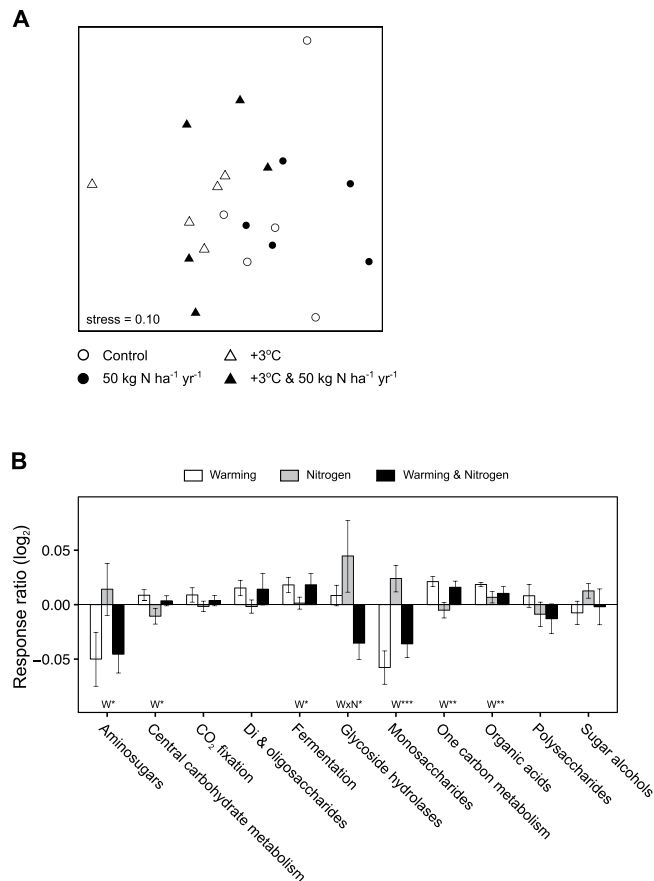 A
stress = 0.10
Control
+3ºC
50 kg N ha⁻¹ yr⁻¹
+3ºC & 50 kg N ha⁻¹ yr⁻¹
B
Warming
Nitrogen
Warming & Nitrogen
Response ratio (log₂)
0.05
0.00
−0.05
W*
W*
W*
WxN*
W***
W**
W**
Aminosugars
Central carbohydrate metabolism
CO₂ fixation
Di & oligosaccharides
Fermentation
Glycoside hydrolases
Monosaccharides
One carbon metabolism
Organic acids
Polysaccharides
Sugar alcohols